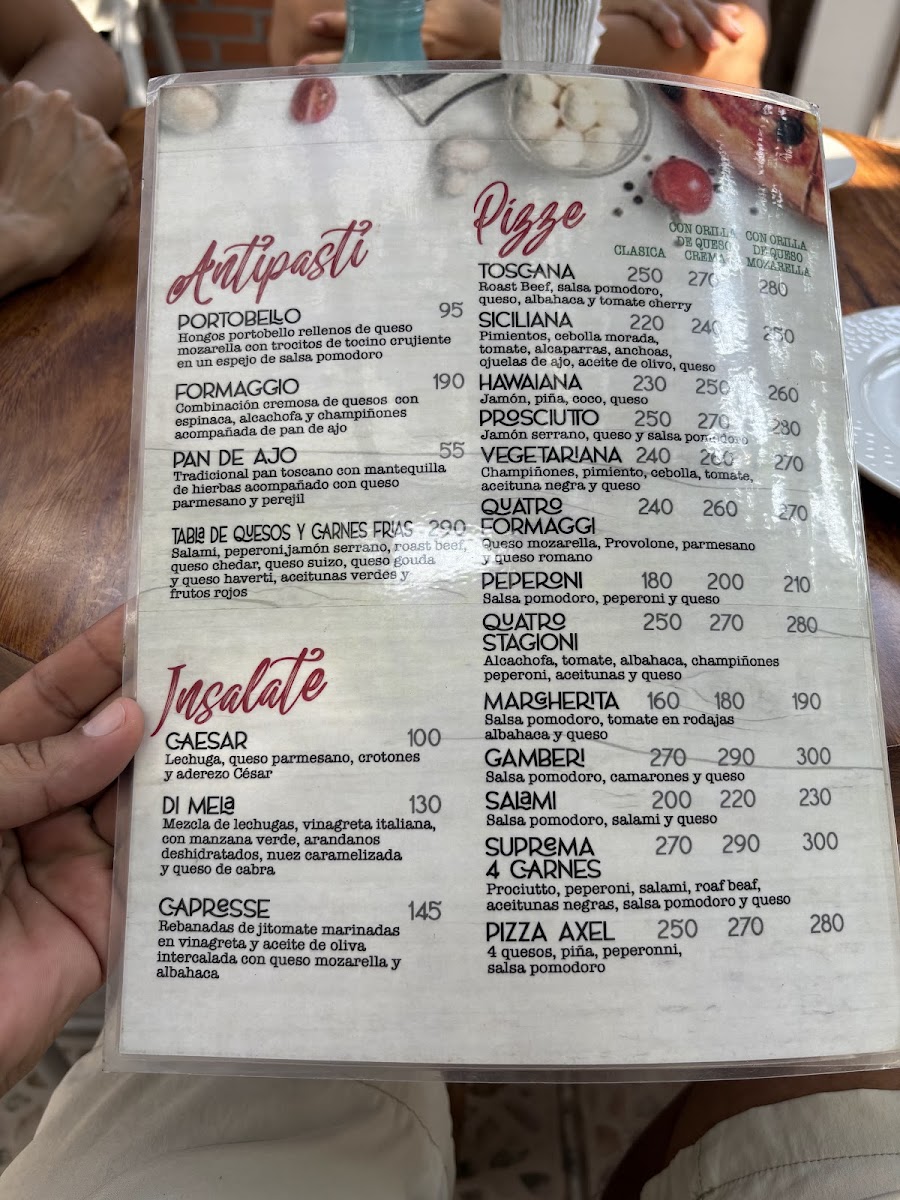 Antipasti
PORTOBELLO 95
Hongos portobello rellenos de queso
mozarella con trocitos de tocino crujiente
en un espejo de salsa pomodoro
FORMAGGIO 190
Combinación cremosa de quesos con
espinaca, alcachofa y champiñones
acompañada de pan de ajo
PAN DE AJO 55
Tradicional pan toscano con mantequilla
de hierbas acompañado con queso
parmesano y perejil
TABLA DE QUESOS Y CARNES FRIAS 290
Salami, peperoni,jamón serrano, roast beef,
queso chedar, queso suizo, queso gouda
y queso haverti, aceitunas verdes y
frutos rojos
Insalate
CAESAR 100
Lechuga, queso parmesano, crotones
y aderezo César
DI MELA 130
Mezcla de lechugas, vinagreta italiana,
con manzana verde, arandanos
deshidratados, nuez caramelizada
y queso de cabra
CAPRESSE 145
Rebanadas de jitomate marinadas
en vinagreta y aceite de oliva
intercalada con queso mozarella y
albahaca
Pizze
CLASICA
CON ORILLA
DE QUESO
CREMA
CON ORILLA
DE QUESO
MOZARELLA
TOSCANA 250 270 280
Roast Beef, salsa pomodoro,
queso, albahaca y tomate cherry
SICILIANA 220 240 250
Pimientos, cebolla morada,
tomate, alcaparras, anchoas,
ojuelas de ajo, aceite de olivo, queso
HAWAIANA 230 250 260
Jamón, piña, coco, queso
PROSCIUTTO 250 270 280
Jamón serrano, queso y salsa pomodoro
VEGETARIANA 240 260 270
Champiñones, pimiento, cebolla, tomate,
aceituna negra y queso
QUATRO 240 260 270
FORMAGGI
Queso mozarella, Provolone, parmesano
y queso romano
PEPERONI 180 200 210
Salsa pomodoro, peperoni y queso
QUATRO 250 270 280
STAGIONI
Alcachofa, tomate, albahaca, champiñones
peperoni, aceitunas y queso
MARGHERITA 160 180 190
Salsa pomodoro, tomate en rodajas
albahaca y queso
GAMBERI 270 290 300
Salsa pomodoro, camarones y queso
SALAMI 200 220 230
Salsa pomodoro, salami y queso
SUPREMA 270 290 300
4 CARNES
Prociutto, peperoni, salami, roaf beaf,
aceitunas negras, salsa pomodoro y queso
PIZZA AXEL 250 270 280
4 quesos, piña, peperonni,
salsa pomodoro